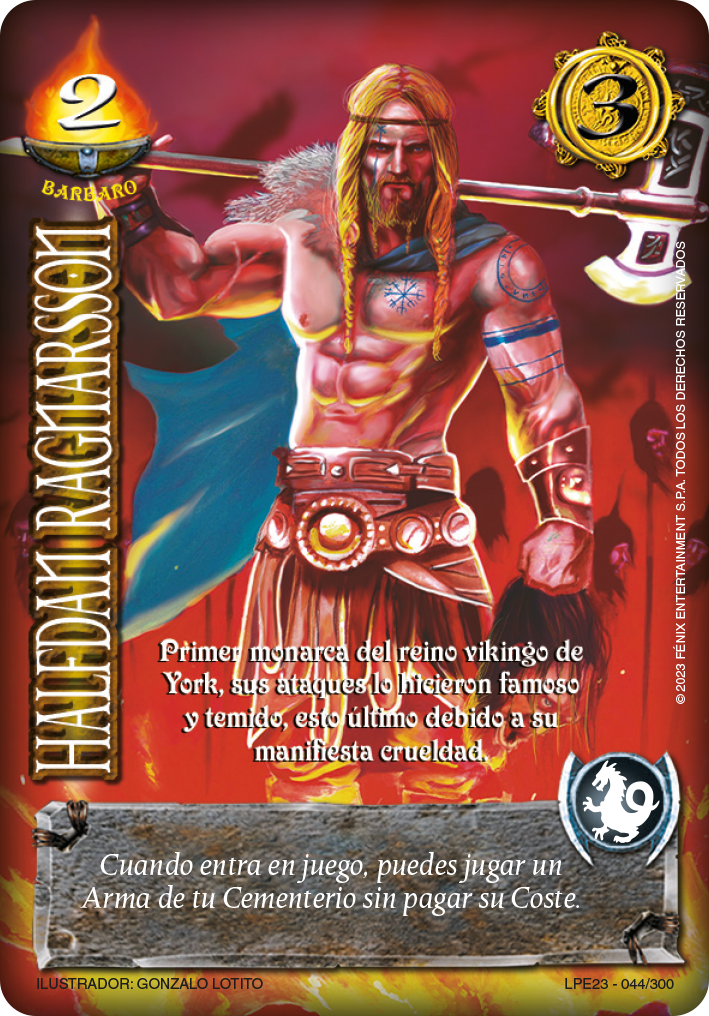 2
3
BARBARO
HALFDAN RAGNARSSON
Primer monarca del reino vikingo de
York, sus ataques lo hicieron famoso
y temido, esto último debido a su
manifiesta crueldad.
© 2023 FÉNIX ENTERTAINMENT S.P.A. TODOS LOS DERECHOS RESERVADOS
Cuando entra en juego, puedes jugar un
Arma de tu Cementerio sin pagar su Coste.
ILUSTRADOR: GONZALO LOTITO
LPE23 - 044/300